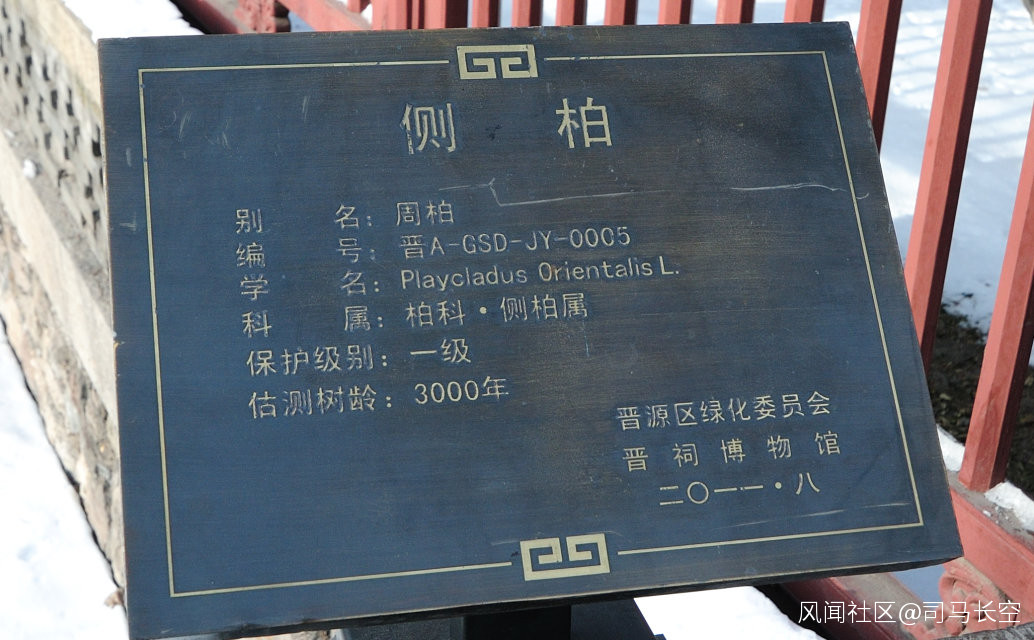 侧 柏
别 名：周柏
编 号：晋A-GSD-JY-0005
学 名：Playcladus Orientalis L.
科 属：柏科·侧柏属
保护级别：一级
估测树龄：3000年
晋源区绿化委员会
晋祠博物馆
二〇一一·八
风闻社区@司马长空